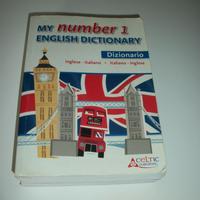 MY number 1
ENGLISH DICTIONARY
Dizionario
Inglese - Italiano • Italiano - Inglese
CELTIC